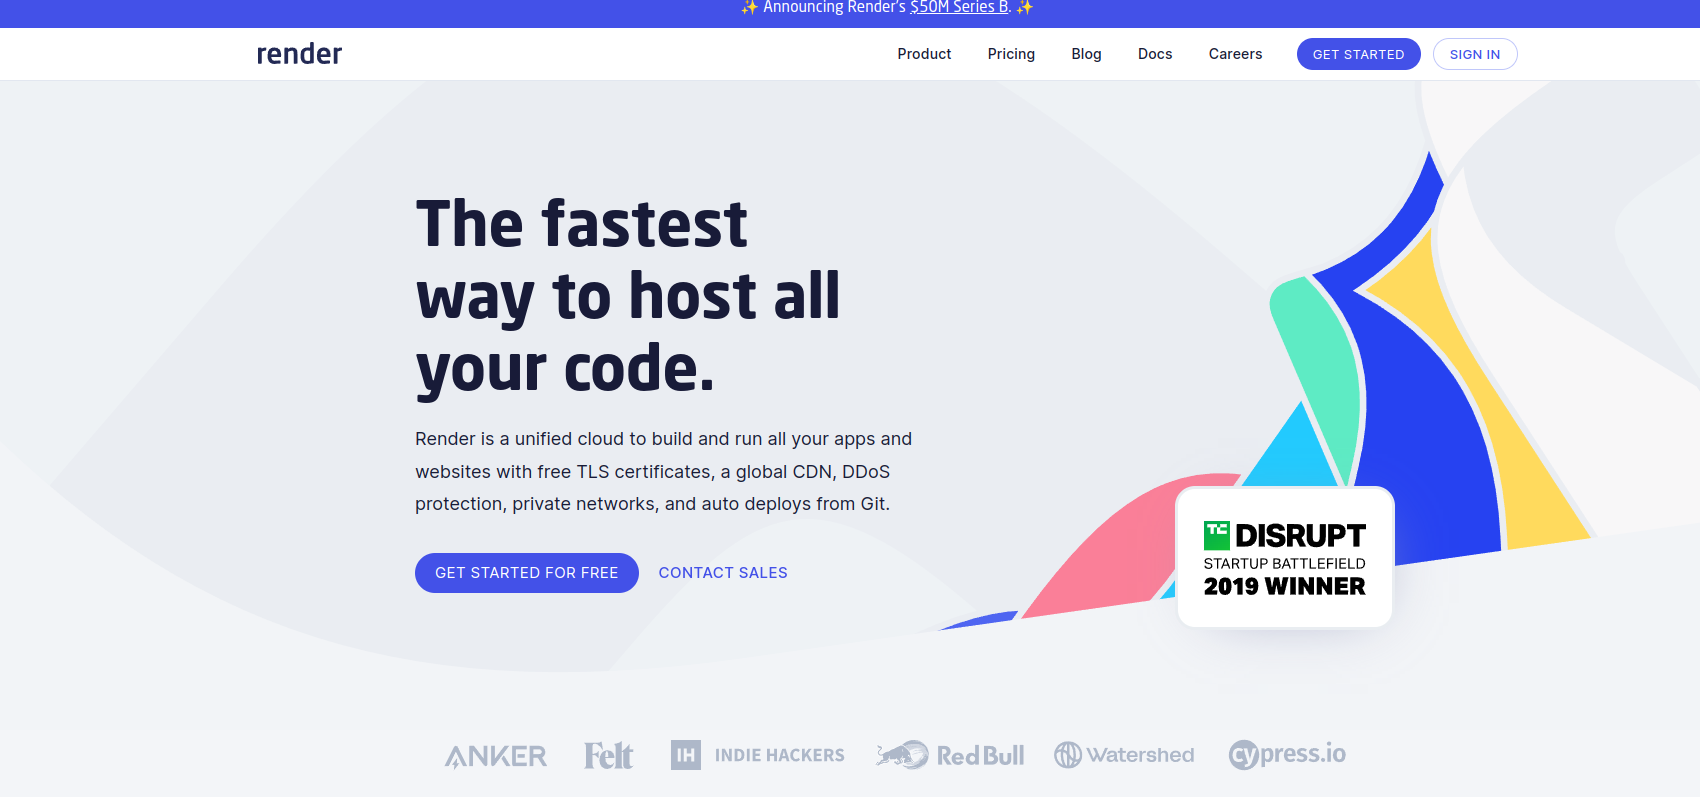 ✨ Announcing Render's $50M Series B. ✨
render
Product Pricing Blog Docs Careers GET STARTED SIGN IN
The fastest
way to host all
your code.
Render is a unified cloud to build and run all your apps and
websites with free TLS certificates, a global CDN, DDoS
protection, private networks, and auto deploys from Git.
GET STARTED FOR FREE CONTACT SALES
TC DISRUPT
STARTUP BATTLEFIELD
2019 WINNER
ANKER Felt IH INDIE HACKERS Red Bull Watershed cypress.io